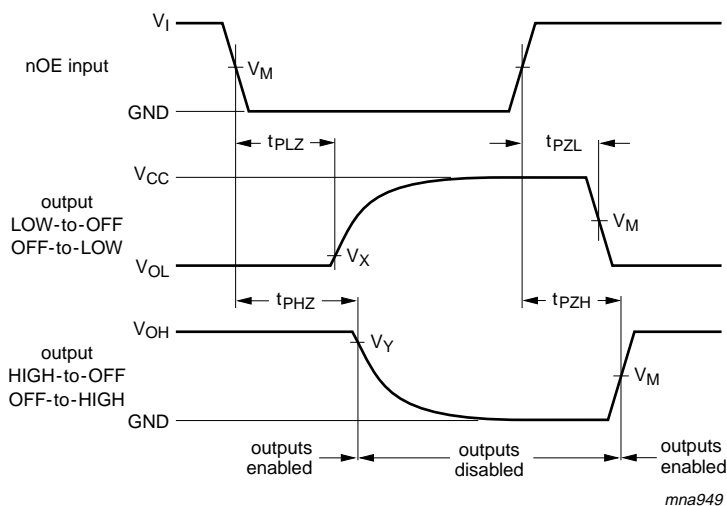 VI
nOE input
VM
GND
tPLZ
tPZL
VCC
output
LOW-to-OFF
OFF-to-LOW
VM
VX
VOL
tPHZ
tPZH
VOH
VY
output
HIGH-to-OFF
OFF-to-HIGH
VM
GND
outputs
enabled
outputs
disabled
outputs
enabled
mna949